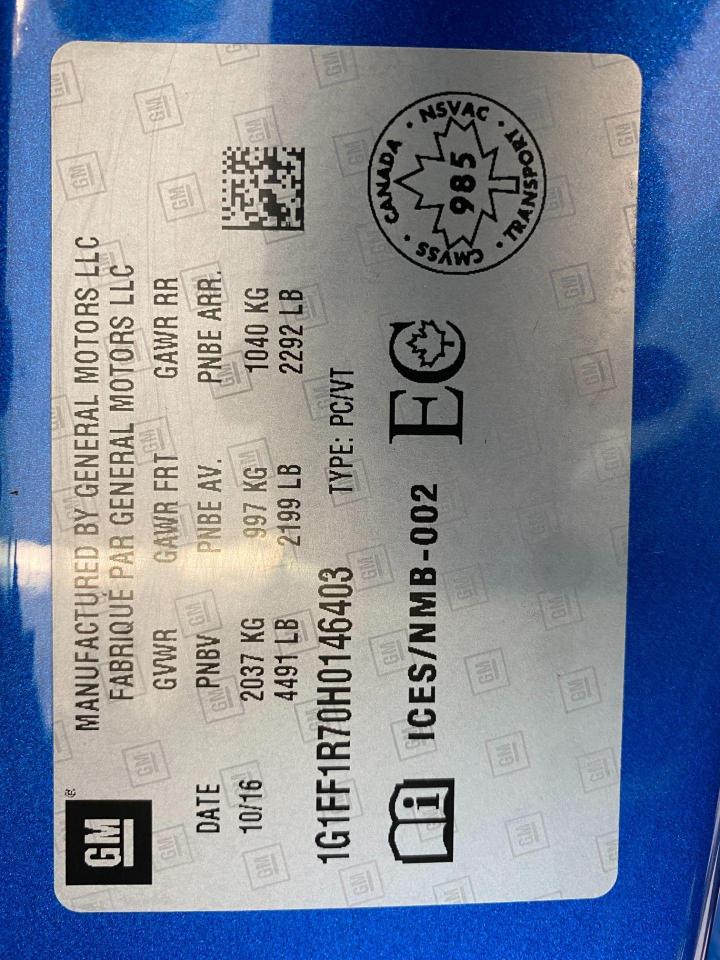 GM
MANUFACTURED BY GENERAL MOTORS LLC
FABRIQUE PAR GENERAL MOTORS LLC
DATE GVWR GAWR FRT GAWR RR
PNBV PNBE AV. PNBE ARR.
10/16 2037 KG 997 KG 1040 KG
4491 LB 2199 LB 2292 LB
1G1FF1R70H0146403 TYPE: PC/VT
i ICES/NMB-002 EC
CANADA · NSVAC · TRANSPORT · CMVSS ·
985